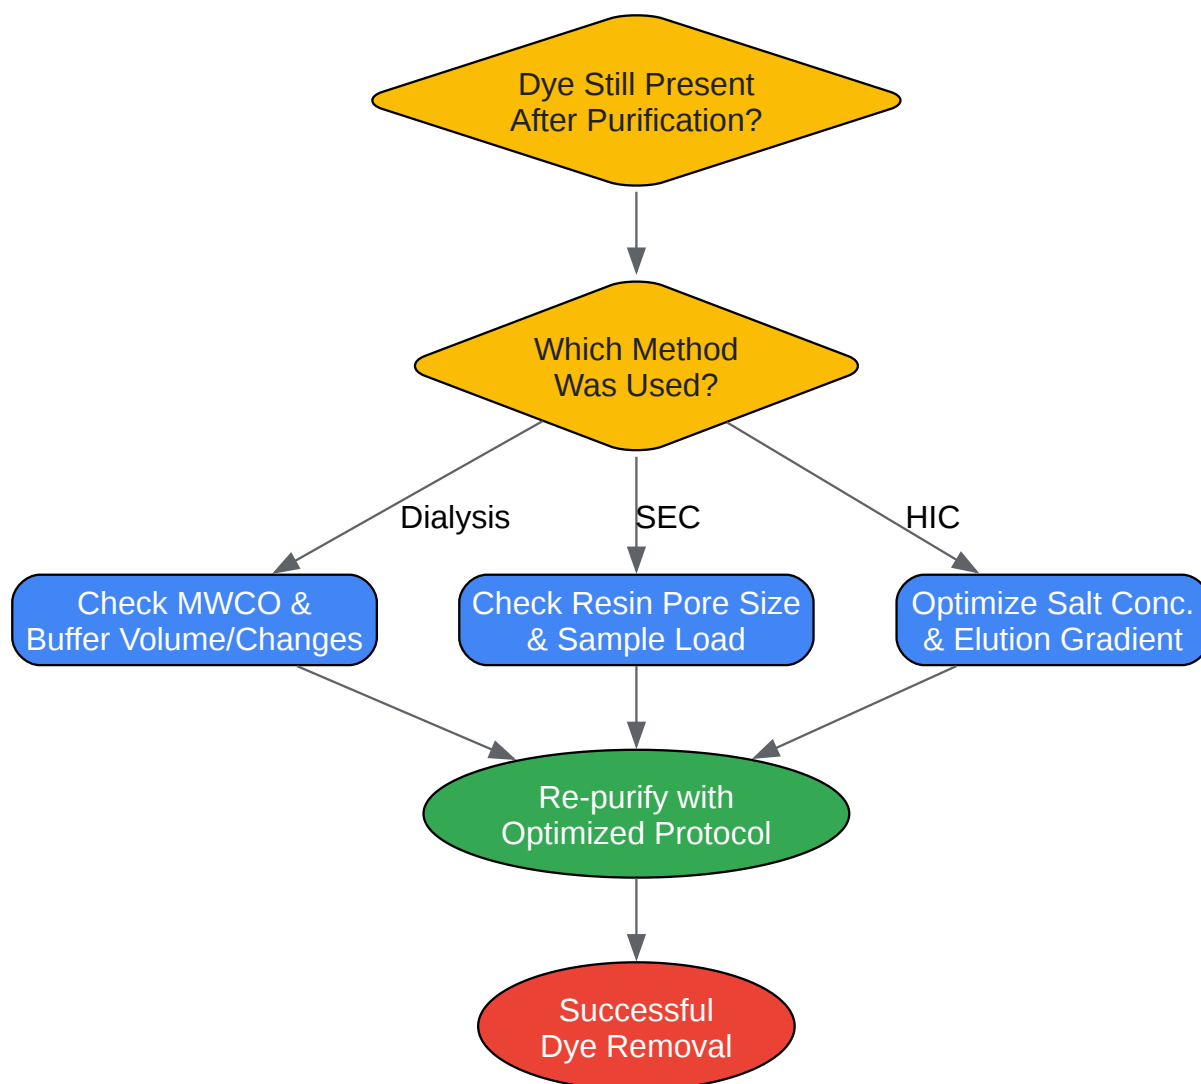 Dye Still Present
After Purification?
Which Method
Was Used?
Dialysis
SEC
HIC
Check MWCO &
Buffer Volume/Changes
Check Resin Pore Size
& Sample Load
Optimize Salt Conc.
& Elution Gradient
Re-purify with
Optimized Protocol
Successful
Dye Removal